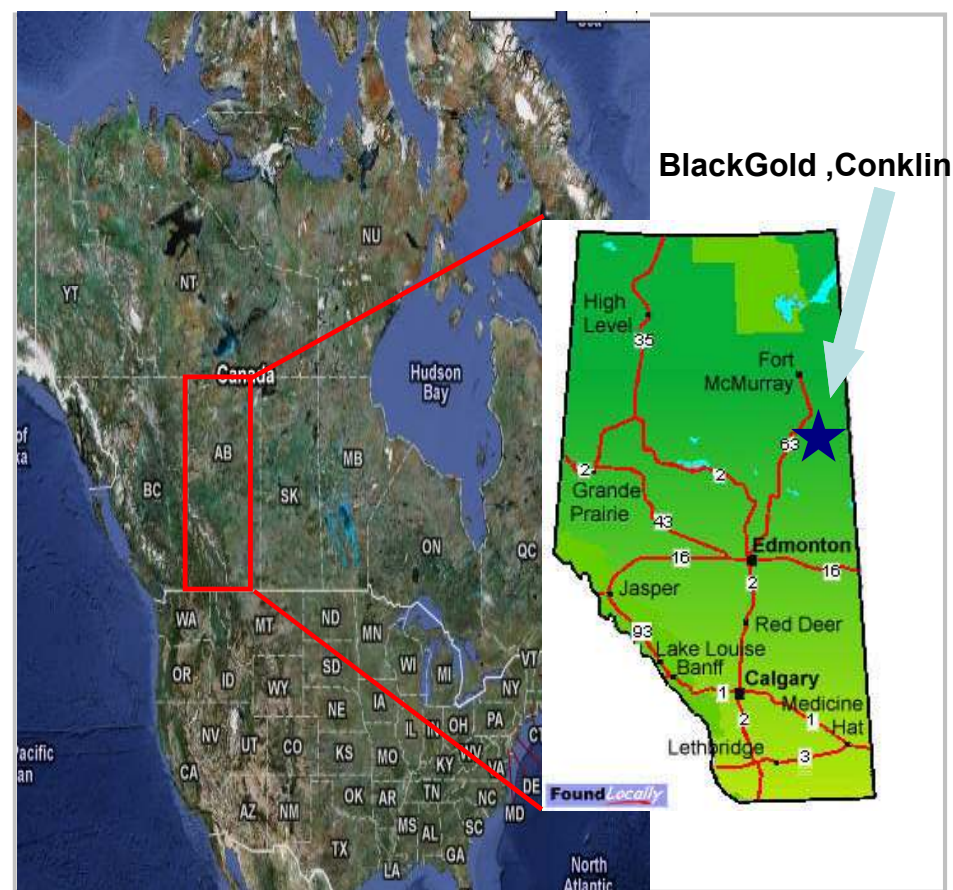 BlackGold ,Conklin
NU
NT
YT
Canada
Hudson
Bay
AB
MB
BC
SK
ON
QC
WA
MT
ND
MN
OR
ID
SD
WI
MI
VT
WY
NY
NE
IA
IL
IN
OH
PA
NV
UT
CO
KS
MO
KY
WV
VA
CT
DE
CA
OK
AR
TN
NC
MD
AZ
NM
MS
AL
SC
TX
GA
LA
North
Atlantic
High
Level
35
Fort
McMurray
63
2
2
Grande
Prairie
43
Edmonton
16
16
Jasper
2
93
Red Deer
Lake Louise
Banff
Calgary
1
Medicine
Hat
2
1
Lethbridge
3
Found Locally